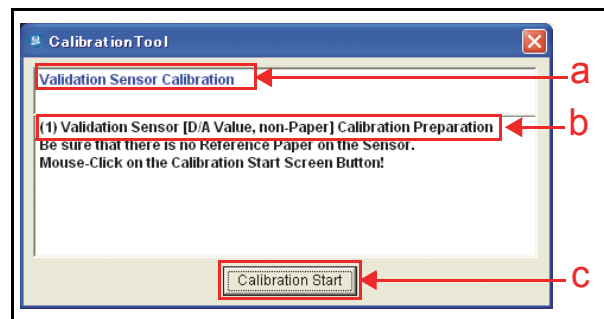 CalibrationTool
Validation Sensor Calibration
a
(1) Validation Sensor [D/A Value, non-Paper] Calibration Preparation
b
Be sure that there is no Reference Paper on the Sensor.
Mouse-Click on the Calibration Start Screen Button!
Calibration Start
c